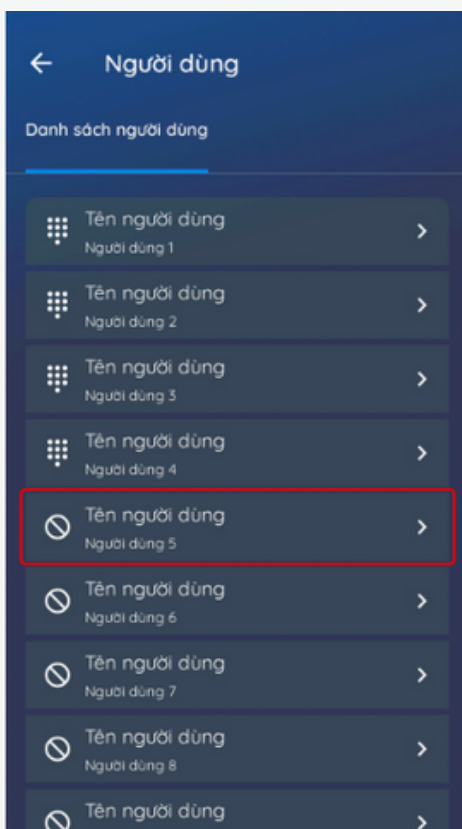 Người dùng
Danh sách người dùng
Tên người dùng
Người dùng 1
Tên người dùng
Người dùng 2
Tên người dùng
Người dùng 3
Tên người dùng
Người dùng 4
Tên người dùng
Người dùng 5
Tên người dùng
Người dùng 6
Tên người dùng
Người dùng 7
Tên người dùng
Người dùng 8
Tên người dùng